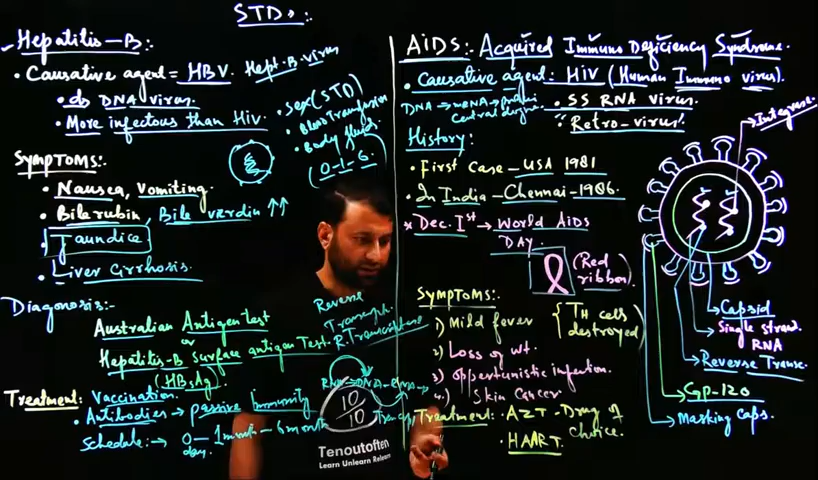 STD:
Hepatitis-B:
• Causative agent = HBV. Hept. B. virus
• ds DNA virus.
• More infectous than HIV.
• Sex (STD)
• Blood Transfusion
• Body fluids.
(0-1-6)
Symptoms:
• Nausea, Vomiting.
• Bilerubin, Bile verdin ↑↑
• Jaundice
• Liver cirrhosis.
Diagonosis:-
Australian Antigen test
or
Hepatitis-B Surface antigen Test.
(HBsAg)
Treatment: Vaccination.
• Antibodies → passive immunity
Schedule:→ 0 — 1 month — 6 month
day.
Reverse
Transcriptase
10
10
Tenoutoften
Learn Unlearn Relearn
AIDS: Acquired Immuno Deficiency Syndrome.
• Causative agent: HIV (Human Immuno virus)
DNA → mRNA → protein
central dogma
• SS RNA virus.
Retro-virus!
History:
• First Case - USA 1981
• In India - Chennai - 1986.
* Dec. 1st → World AIDS
DAY.
(Red
ribbon)
Symptoms:
1) Mild fever
2) Loss of wt.
3) Oppertunistic infection.
4.) Skin Cancer
{ TH cells
destroyed
Treatment: • AZT - Drug of
choice.
• HAART.
Integrase
Capsid
Single strand.
RNA
Reverse Transc.
Gp-120
Masking caps.